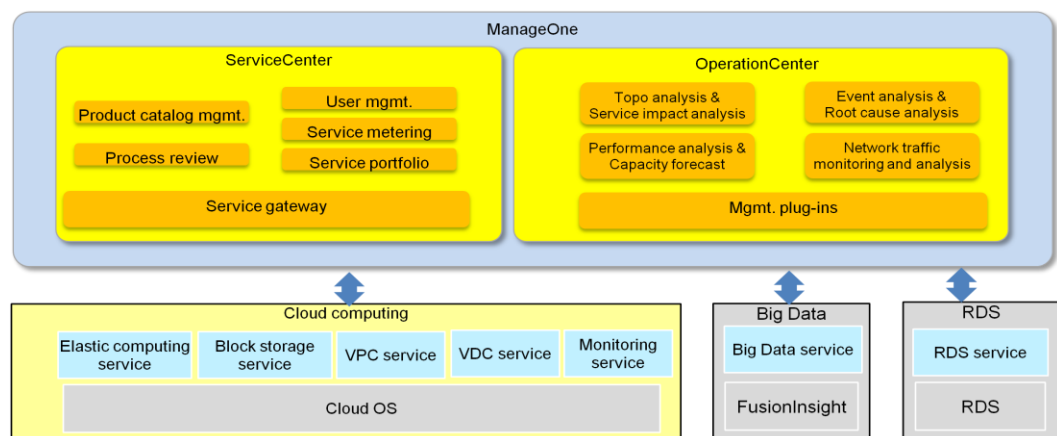 ManageOne
ServiceCenter
Product catalog mgmt.
Process review
User mgmt.
Service metering
Service portfolio
Service gateway
OperationCenter
Topo analysis &
Service impact analysis
Event analysis &
Root cause analysis
Performance analysis &
Capacity forecast
Network traffic
monitoring and analysis
Mgmt. plug-ins
Cloud computing
Elastic computing
service
Block storage
service
VPC service
VDC service
Monitoring
service
Cloud OS
Big Data
Big Data service
FusionInsight
RDS
RDS service
RDS